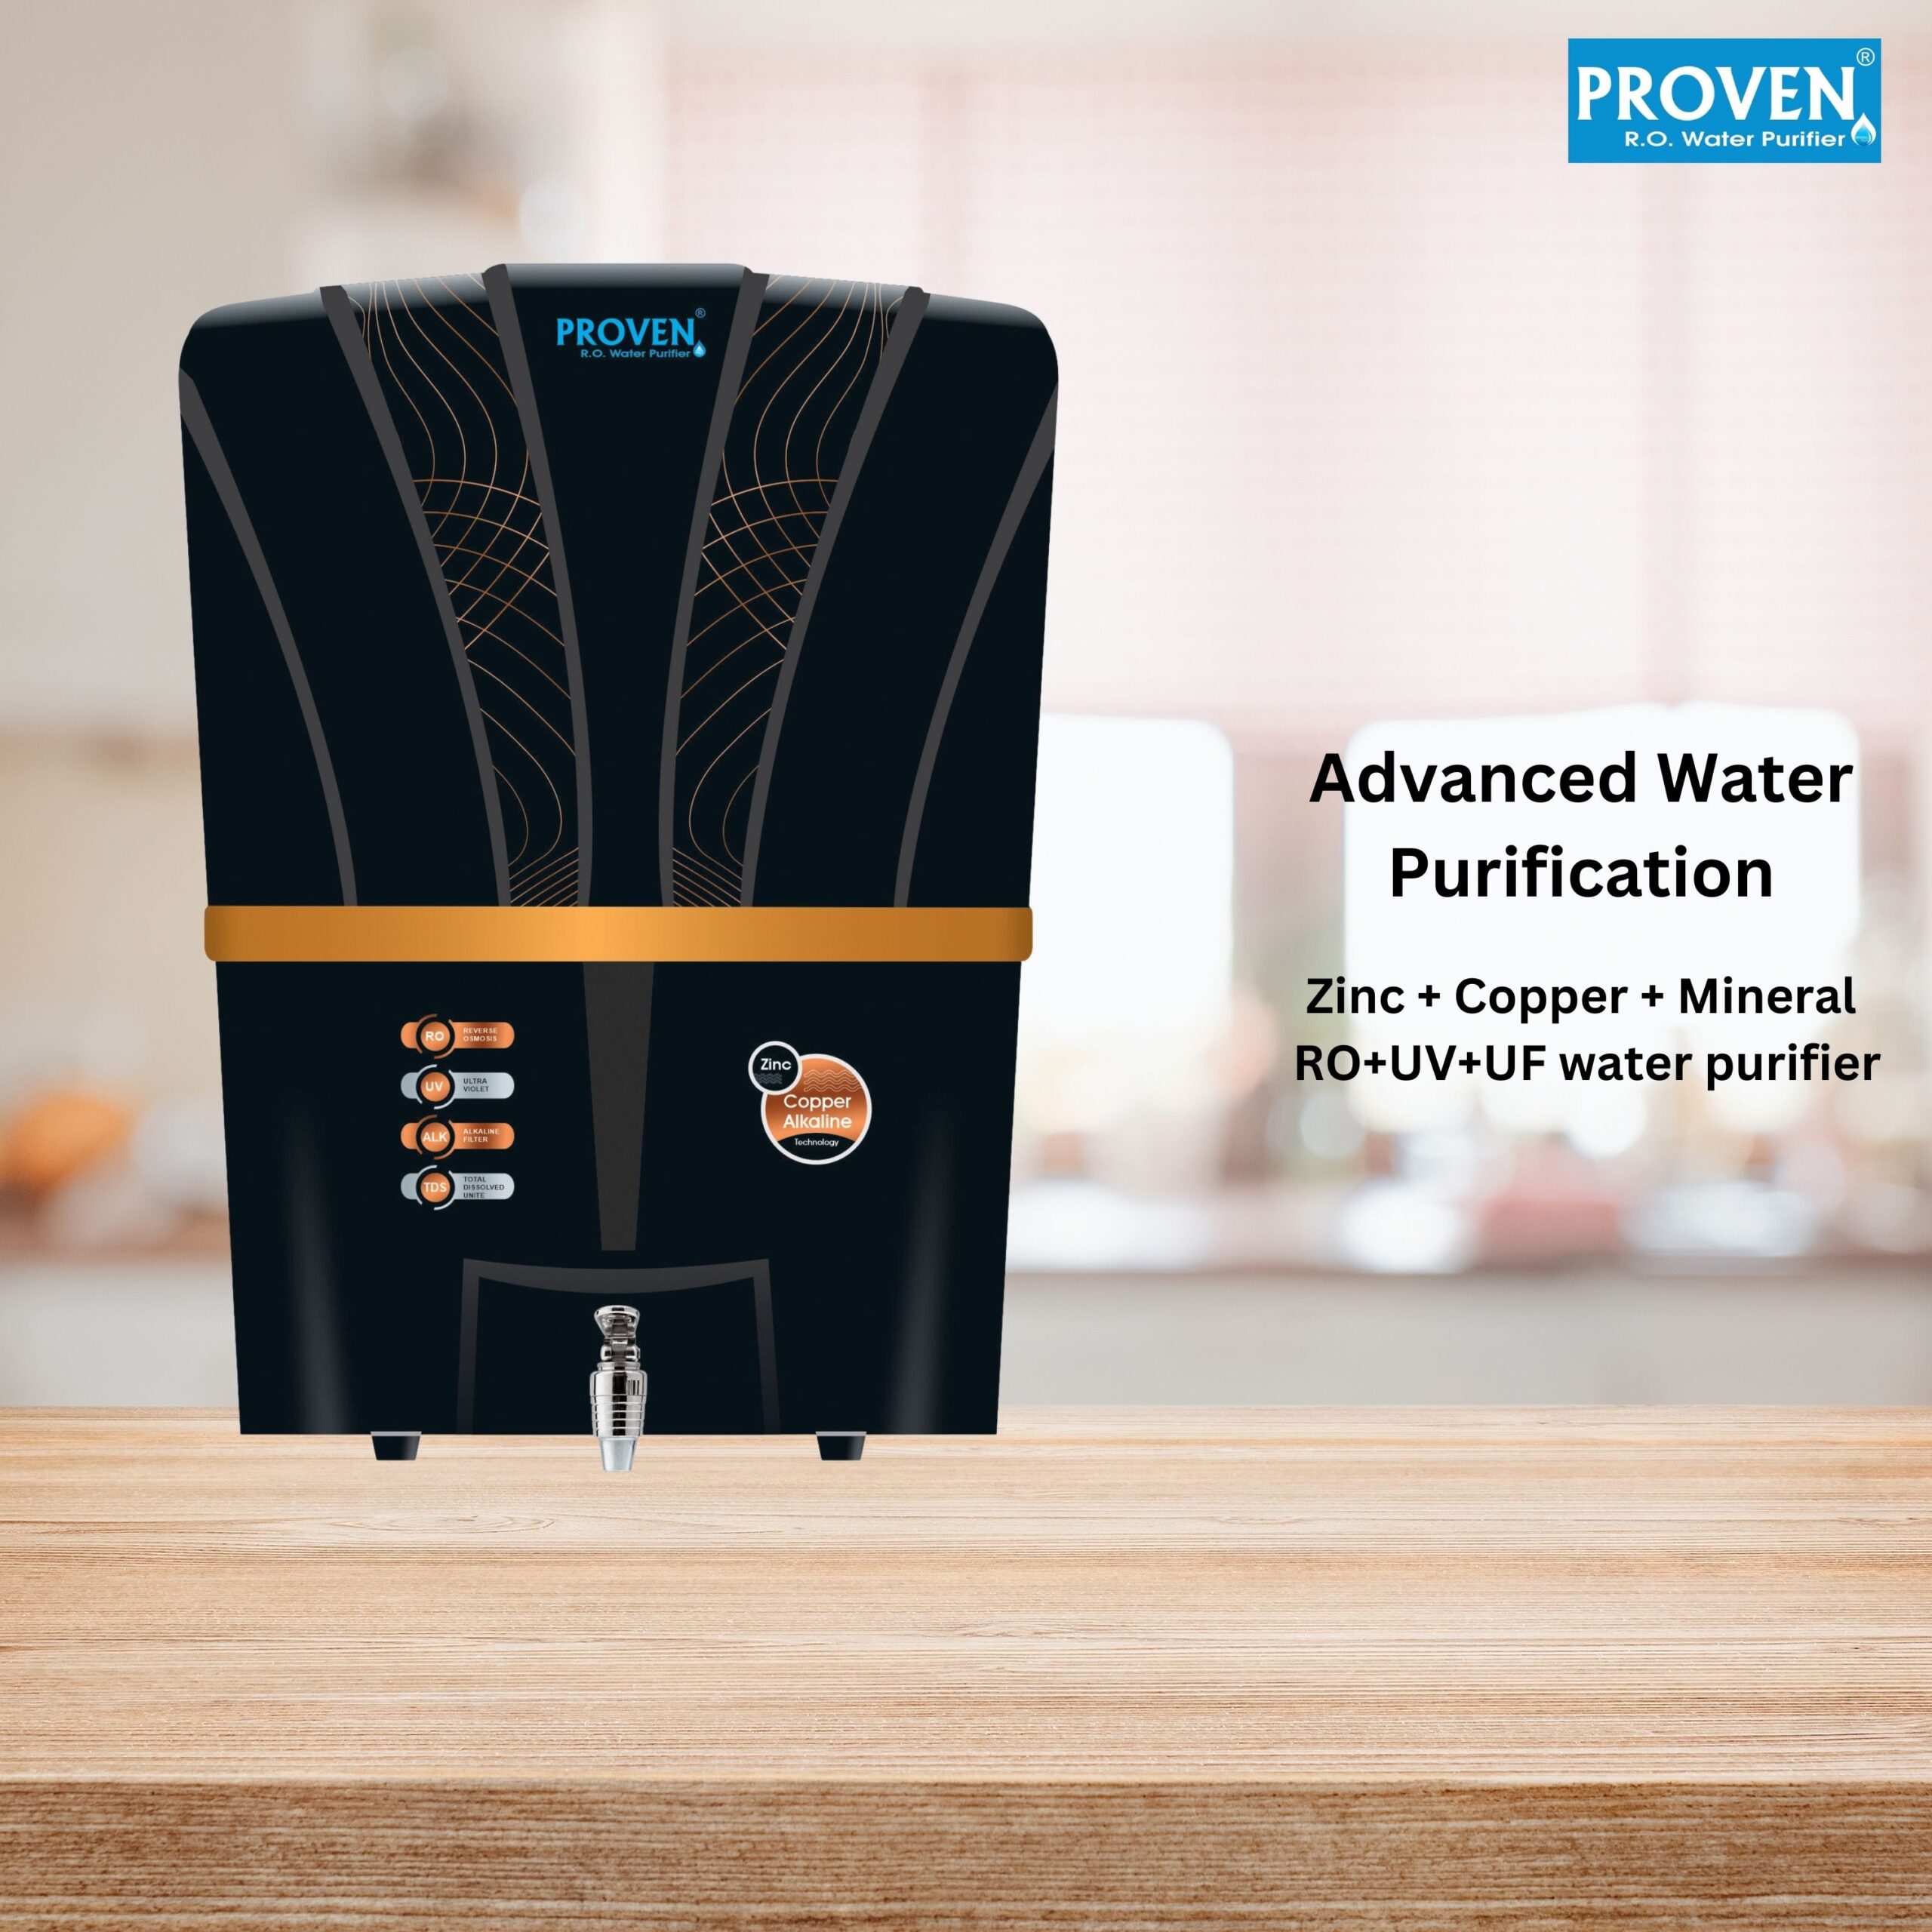 PROVEN®
R.O. Water Purifier
PROVEN®
R.O. Water Purifier
Advanced Water
Purification
Zinc + Copper + Mineral
RO+UV+UF water purifier
RO REVERSE
OSMOSIS
UV ULTRA
VIOLET
ALK ALKALINE
FILTER
TDS TOTAL
DISSOLVED
UNITE
Zinc
Copper
Alkaline
Technology